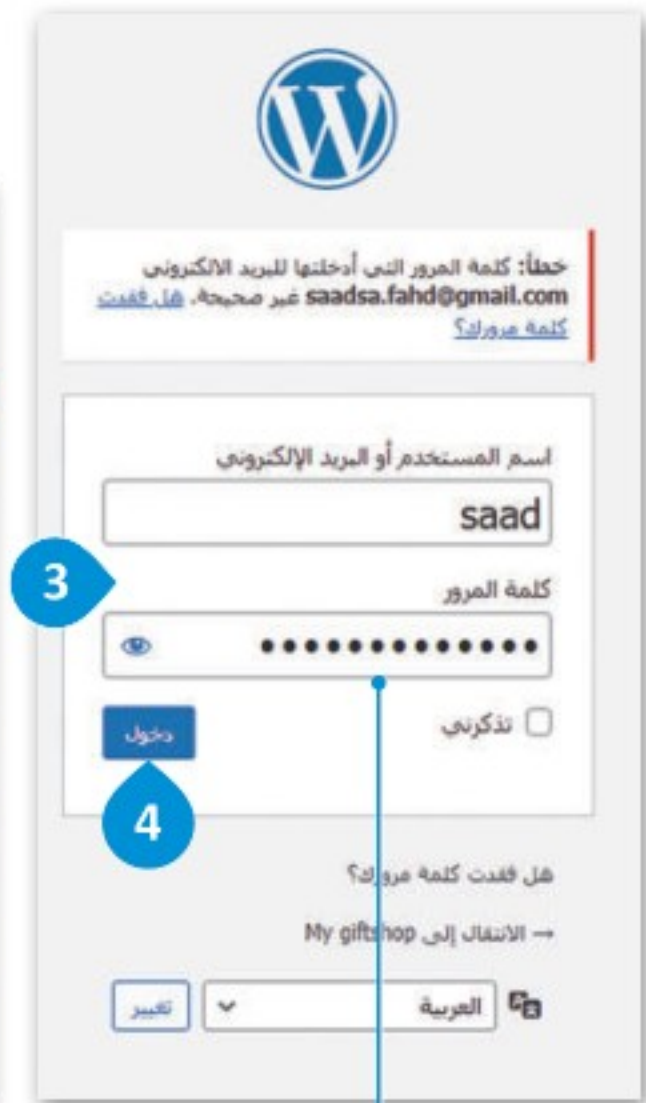 خطأ: كلمة المرور التي أدخلتها للبريد الالكتروني
saadsa.fahd@gmail.com غير صحيحة. هل فقدت
كلمة مرورك؟
اسم المستخدم أو البريد الإلكتروني
saad
3
كلمة المرور
•••••••••••••
تذكرني
دخول
4
هل فقدت كلمة مرورك؟
→ الانتقال إلى My giftshop
العربية
تغيير